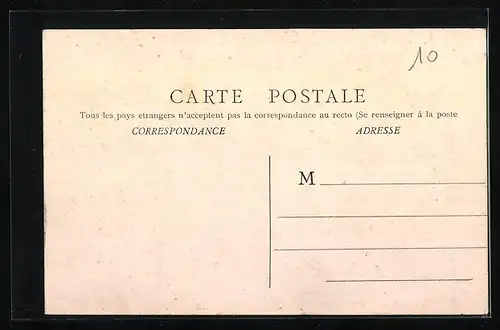 10
CARTE POSTALE
Tous les pays etrangers n'acceptent pas la correspondance au recto (Se renseigner à la poste
CORRESPONDANCE ADRESSE
M